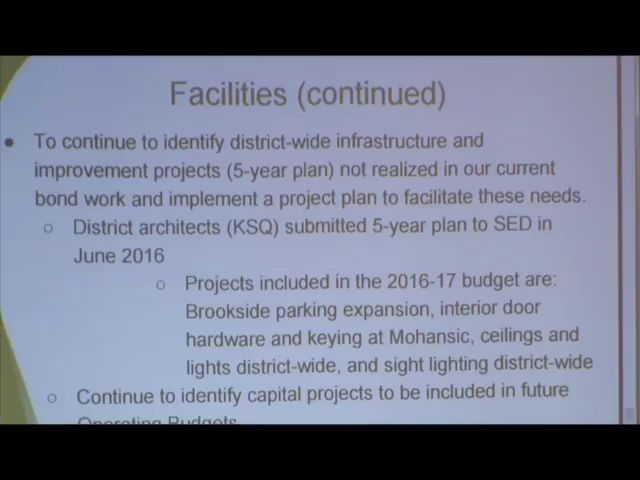 Facilities (continued)
● To continue to identify district-wide infrastructure and
improvement projects (5-year plan) not realized in our current
bond work and implement a project plan to facilitate these needs.
○ District architects (KSQ) submitted 5-year plan to SED in
June 2016
○ Projects included in the 2016-17 budget are:
Brookside parking expansion, interior door
hardware and keying at Mohansic, ceilings and
lights district-wide, and sight lighting district-wide
○ Continue to identify capital projects to be included in future
Operating Budgets